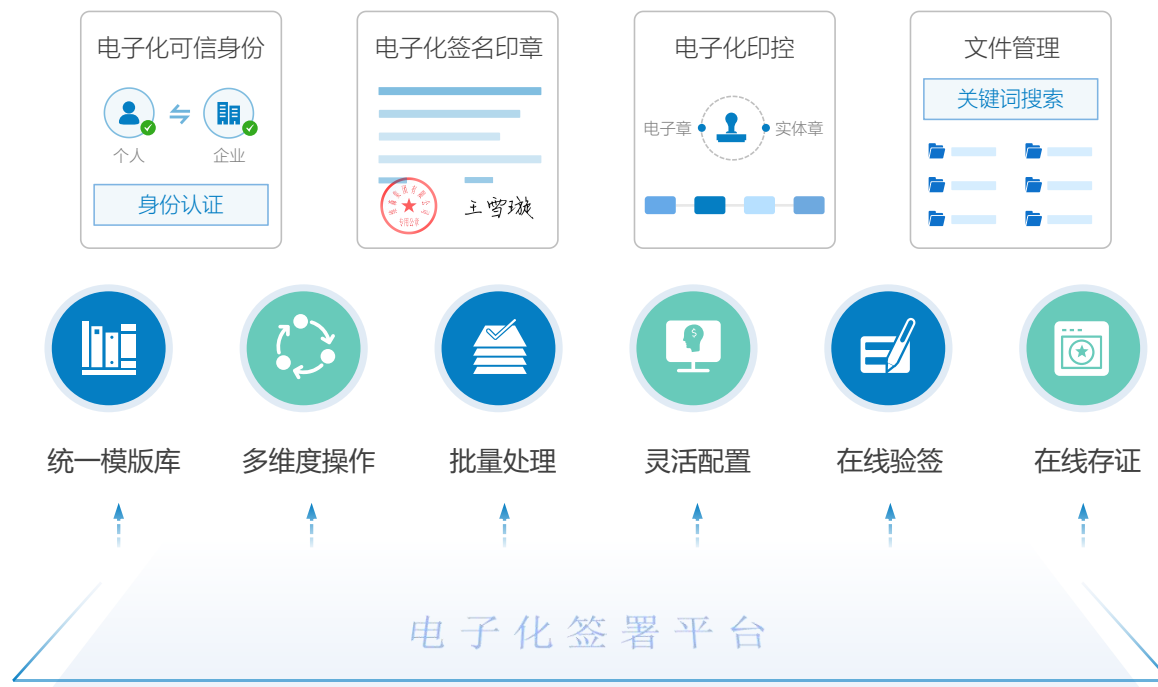 电子化可信身份
电子化签名印章
电子化印控
文件管理
个人
企业
身份认证
专用公章
王雪璇
电子章
实体章
关键词搜索
统一模版库
多维度操作
批量处理
灵活配置
在线验签
在线存证
电子化签署平台